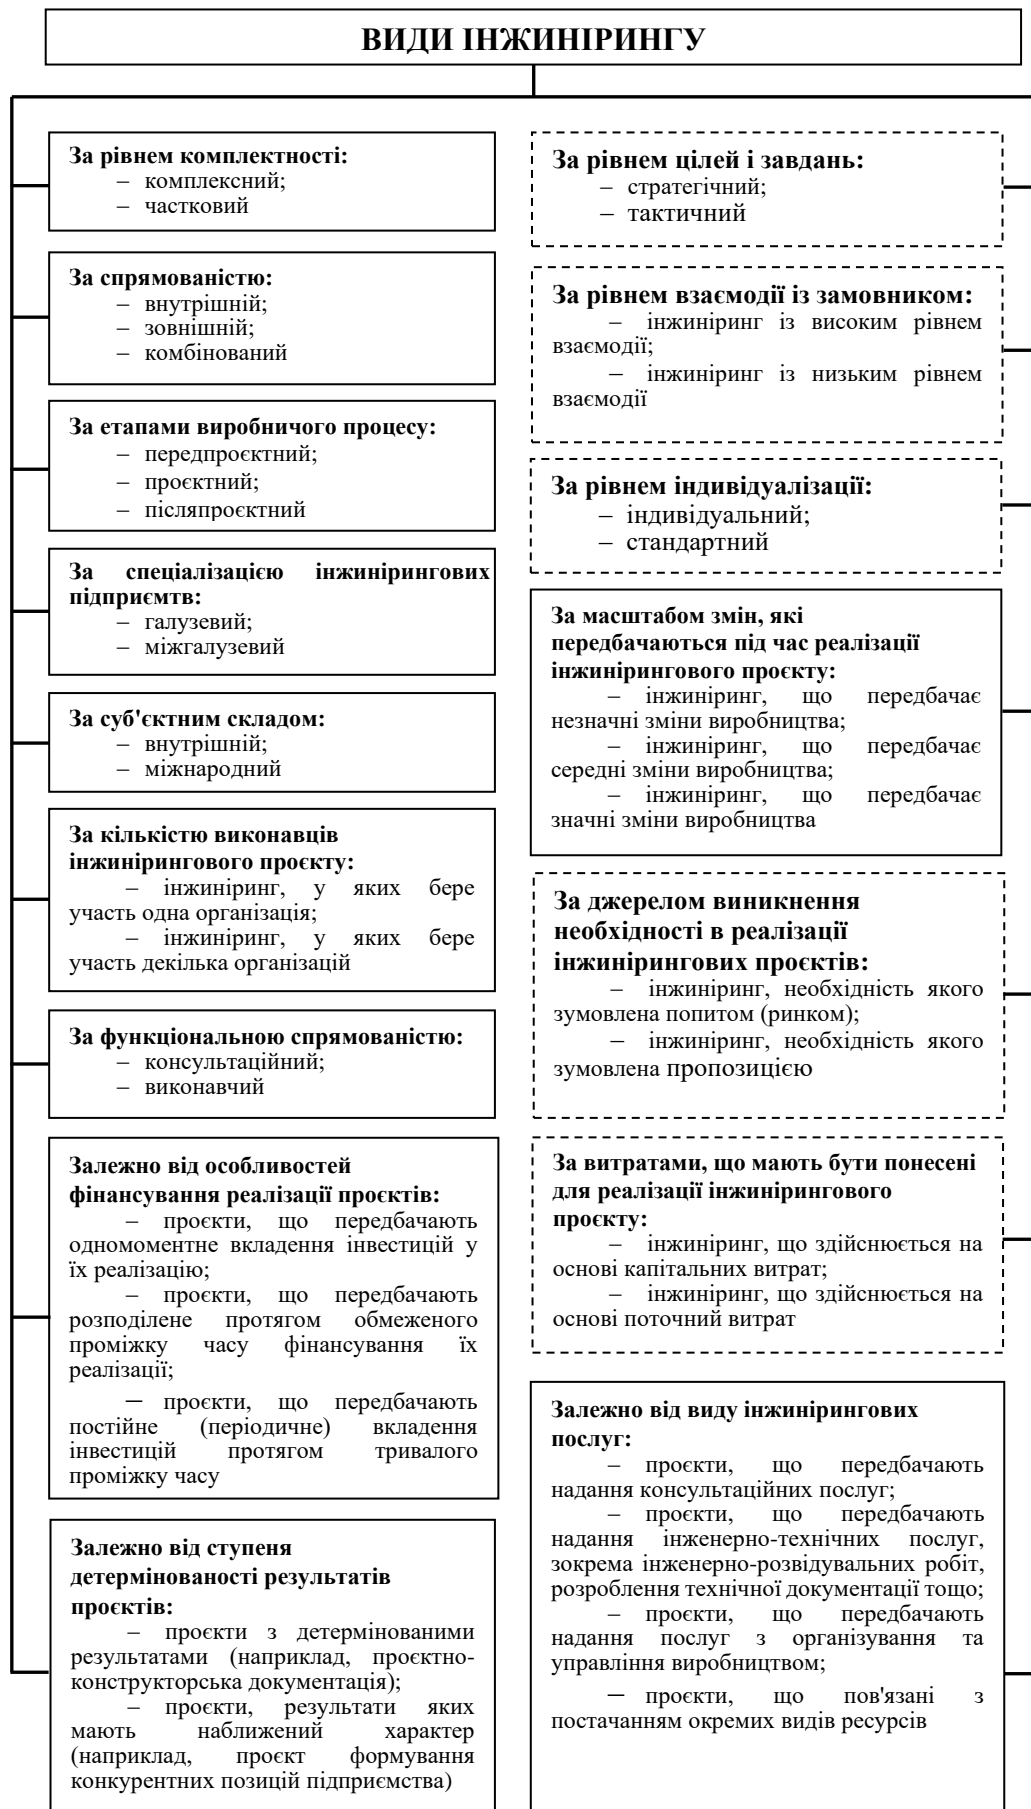 ВИДИ ІНЖИНІРИНГУ
За рівнем комплектності:
– комплексний;
– частковий
За спрямованістю:
– внутрішній;
– зовнішній;
– комбінований
За етапами виробничого процесу:
– передпроєктний;
– проєктний;
– післяпроєктний
За спеціалізацією інжинірингових
підприємтв:
– галузевий;
– міжгалузевий
За суб'єктним складом:
– внутрішній;
– міжнародний
За кількістю виконавців
інжинірингового проєкту:
– інжиніринг, у яких бере
участь одна організація;
– інжиніринг, у яких бере
участь декілька організацій
За функціональною спрямованістю:
– консультаційний;
– виконавчий
Залежно від особливостей
фінансування реалізації проєктів:
– проєкти, що передбачають
одномоментне вкладення інвестицій у
їх реалізацію;
– проєкти, що передбачають
розподілене протягом обмеженого
проміжку часу фінансування їх
реалізації;
– проєкти, що передбачають
постійне (періодичне) вкладення
інвестицій протягом тривалого
проміжку часу
Залежно від ступеня
детермінованості результатів
проєктів:
– проєкти з детермінованими
результатами (наприклад, проєктно-
конструкторська документація);
– проєкти, результати яких
мають наближений характер
(наприклад, проєкт формування
конкурентних позицій підприємства)
За рівнем цілей і завдань:
– стратегічний;
– тактичний
За рівнем взаємодії із замовником:
– інжиніринг із високим рівнем
взаємодії;
– інжиніринг із низьким рівнем
взаємодії
За рівнем індивідуалізації:
– індивідуальний;
– стандартний
За масштабом змін, які
передбачаються під час реалізації
інжинірингового проєкту:
– інжиніринг, що передбачає
незначні зміни виробництва;
– інжиніринг, що передбачає
середні зміни виробництва;
– інжиніринг, що передбачає
значні зміни виробництва
За джерелом виникнення
необхідності в реалізації
інжинірингових проєктів:
– інжиніринг, необхідність якого
зумовлена попитом (ринком);
– інжиніринг, необхідність якого
зумовлена пропозицією
За витратами, що мають бути понесені
для реалізації інжинірингового
проєкту:
– інжиніринг, що здійснюється на
основі капітальних витрат;
– інжиніринг, що здійснюється на
основі поточний витрат
Залежно від виду інжинірингових
послуг:
– проєкти, що передбачають
надання консультаційних послуг;
– проєкти, що передбачають
надання інженерно-технічних послуг,
зокрема інженерно-розвідувальних робіт,
розроблення технічної документації тощо;
– проєкти, що передбачають
надання послуг з організування та
управління виробництвом;
– проєкти, що пов'язані з
постачанням окремих видів ресурсів